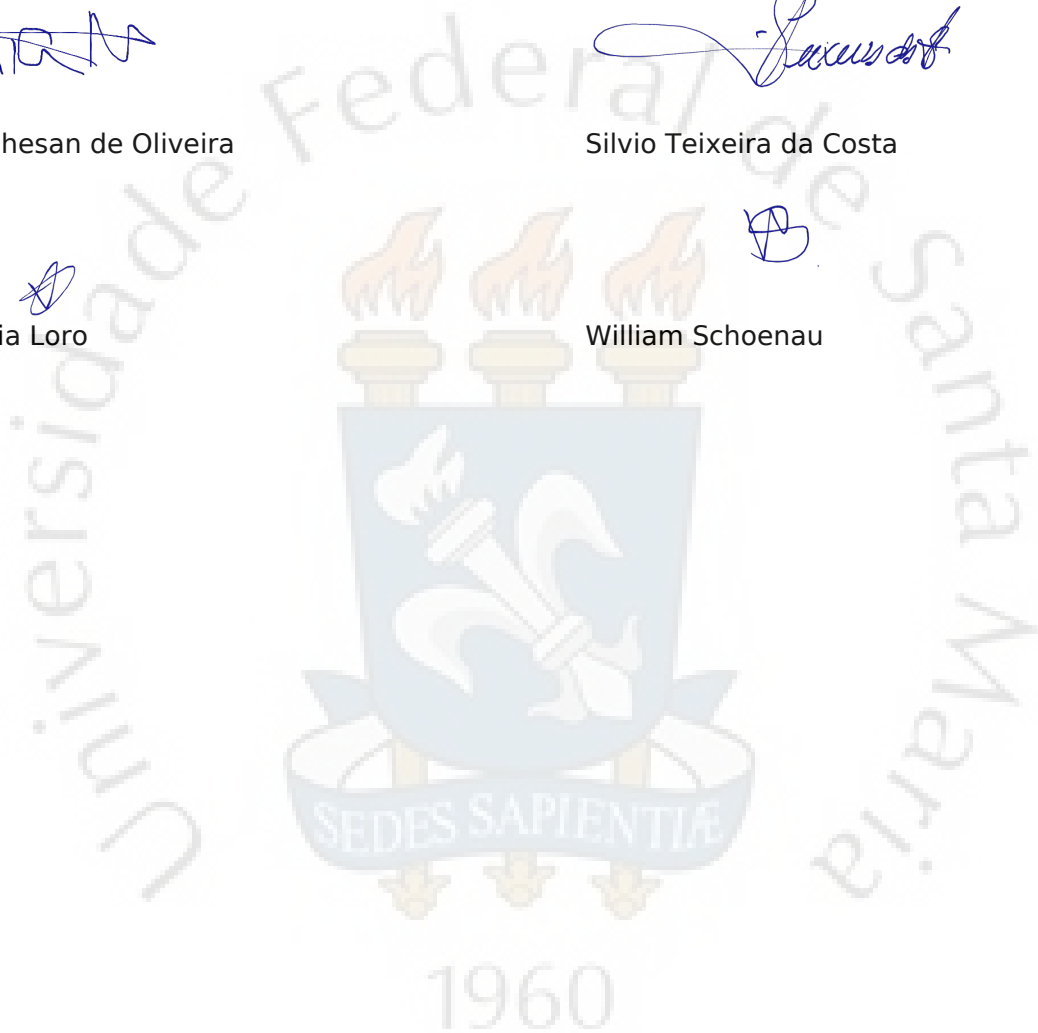 hesan de Oliveira
Silvio Teixeira da Costa
ia Loro
William Schoenau
Universidade Federal de Santa Maria
SEDES SAPIENTIÆ
1960